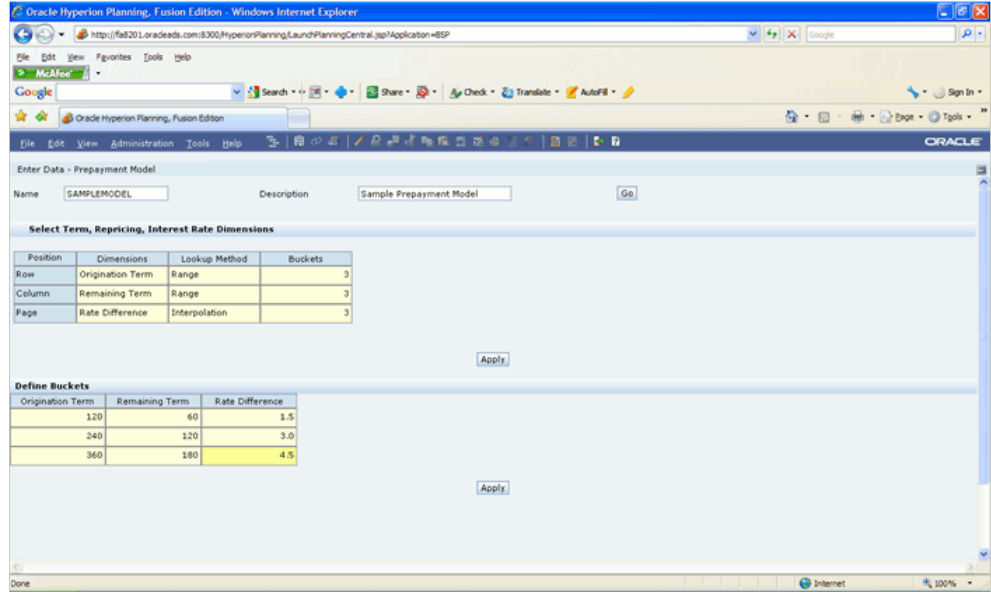 Oracle Hyperion Planning, Fusion Edition - Windows Internet Explorer
http://fa8201.oracleads.com:8300/HyperionPlanning/LaunchPlanningCentral.jsp?Application=BSP
Google
File Edit View Favorites Tools Help
McAfee
Google Search Share Check Translate AutoFill Sign In
Oracle Hyperion Planning, Fusion Edition Page Tools
File Edit View Administration Tools Help ORACLE
Enter Data - Prepayment Model
Name SAMPLEMODEL Description Sample Prepayment Model Go
Select Term, Repricing, Interest Rate Dimensions
Position Dimensions Lookup Method Buckets
Row Origination Term Range 3
Column Remaining Term Range 3
Page Rate Difference Interpolation 3
Apply
Define Buckets
Origination Term Remaining Term Rate Difference
120 60 1.5
240 120 3.0
360 180 4.5
Apply
Done Internet 100%